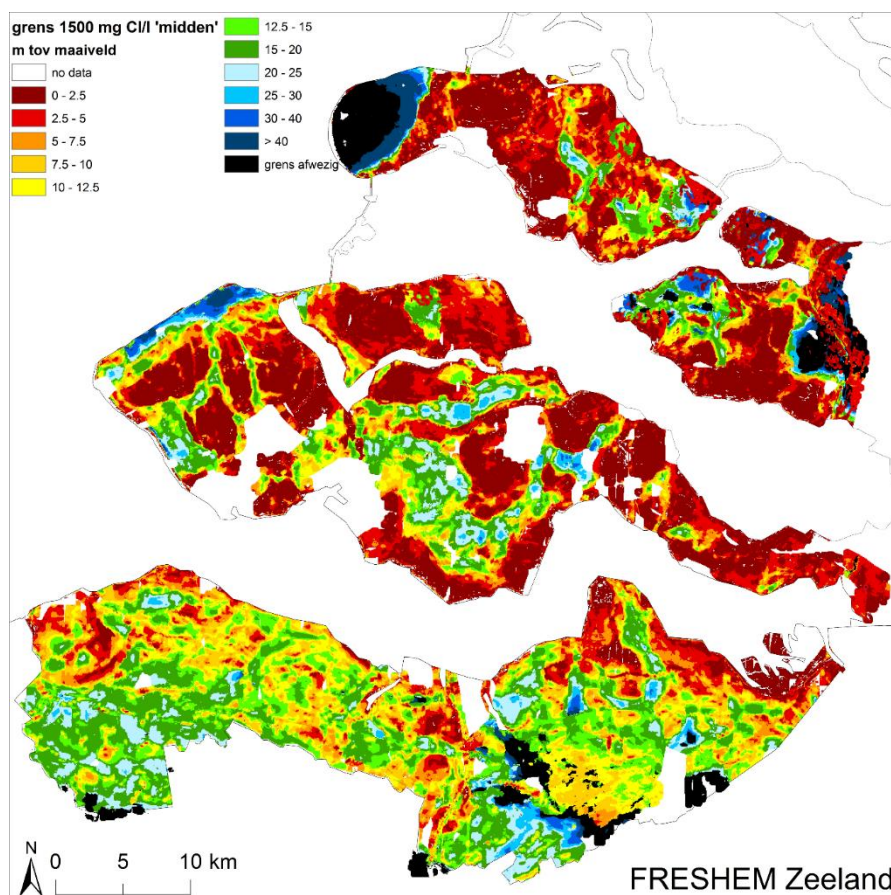 grens 1500 mg Cl/l 'midden'
m tov maaiveld
no data
0 - 2.5
2.5 - 5
5 - 7.5
7.5 - 10
10 - 12.5
12.5 - 15
15 - 20
20 - 25
25 - 30
30 - 40
> 40
grens afwezig
N
0 5 10 km
FRESHEM Zeeland